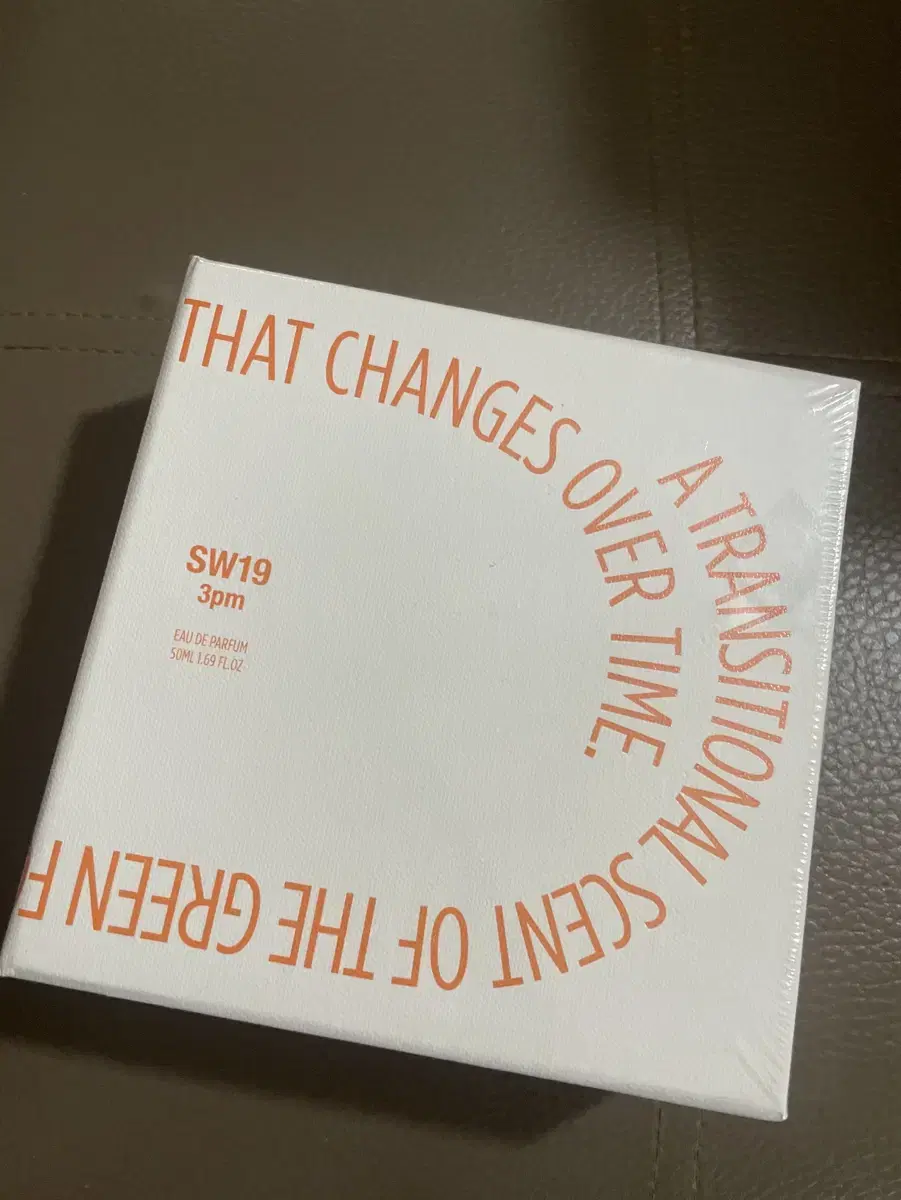 THAT CHANGES OVER TIME.
A TRANSITIONAL SCENT OF THE GREEN F
SW19
3pm
EAU DE PARFUM
50ML 1.69 FL.OZ